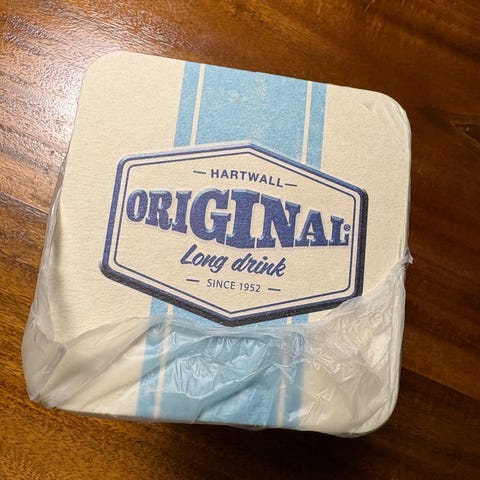 — HARTWALL —
ORIGINAL®
Long drink
— SINCE 1952 —